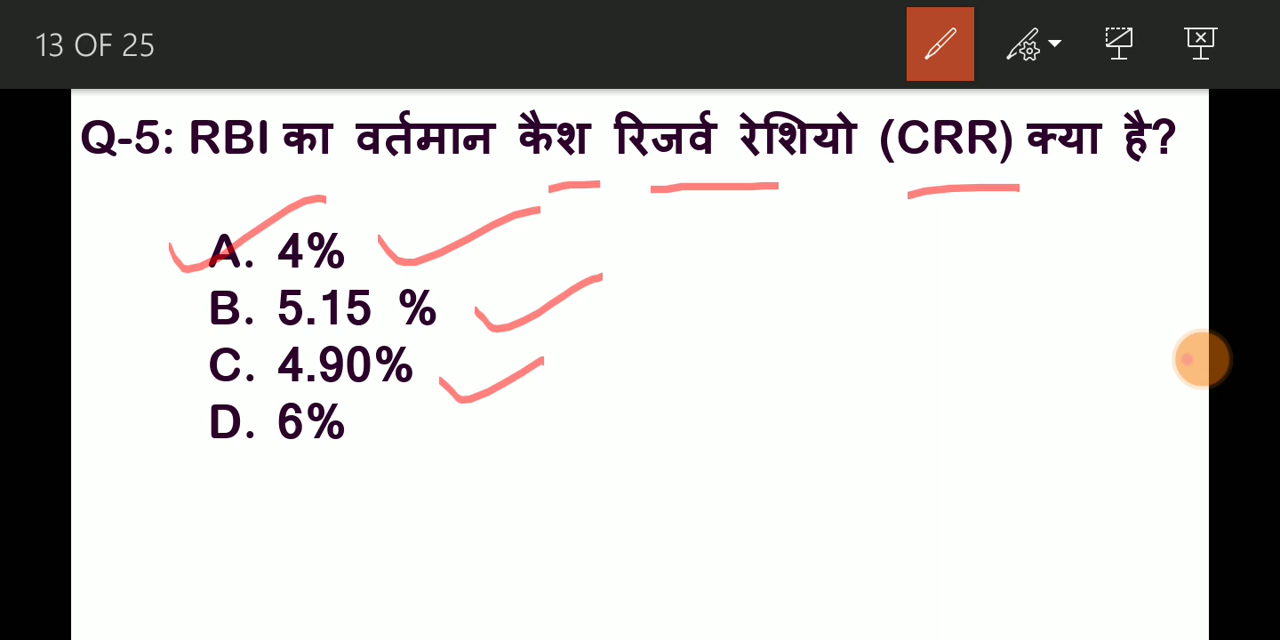 13 OF 25
Q-5: RBI का वर्तमान कैश रिजर्व रेशियो (CRR) क्या है?
A. 4%
B. 5.15 %
C. 4.90%
D. 6%